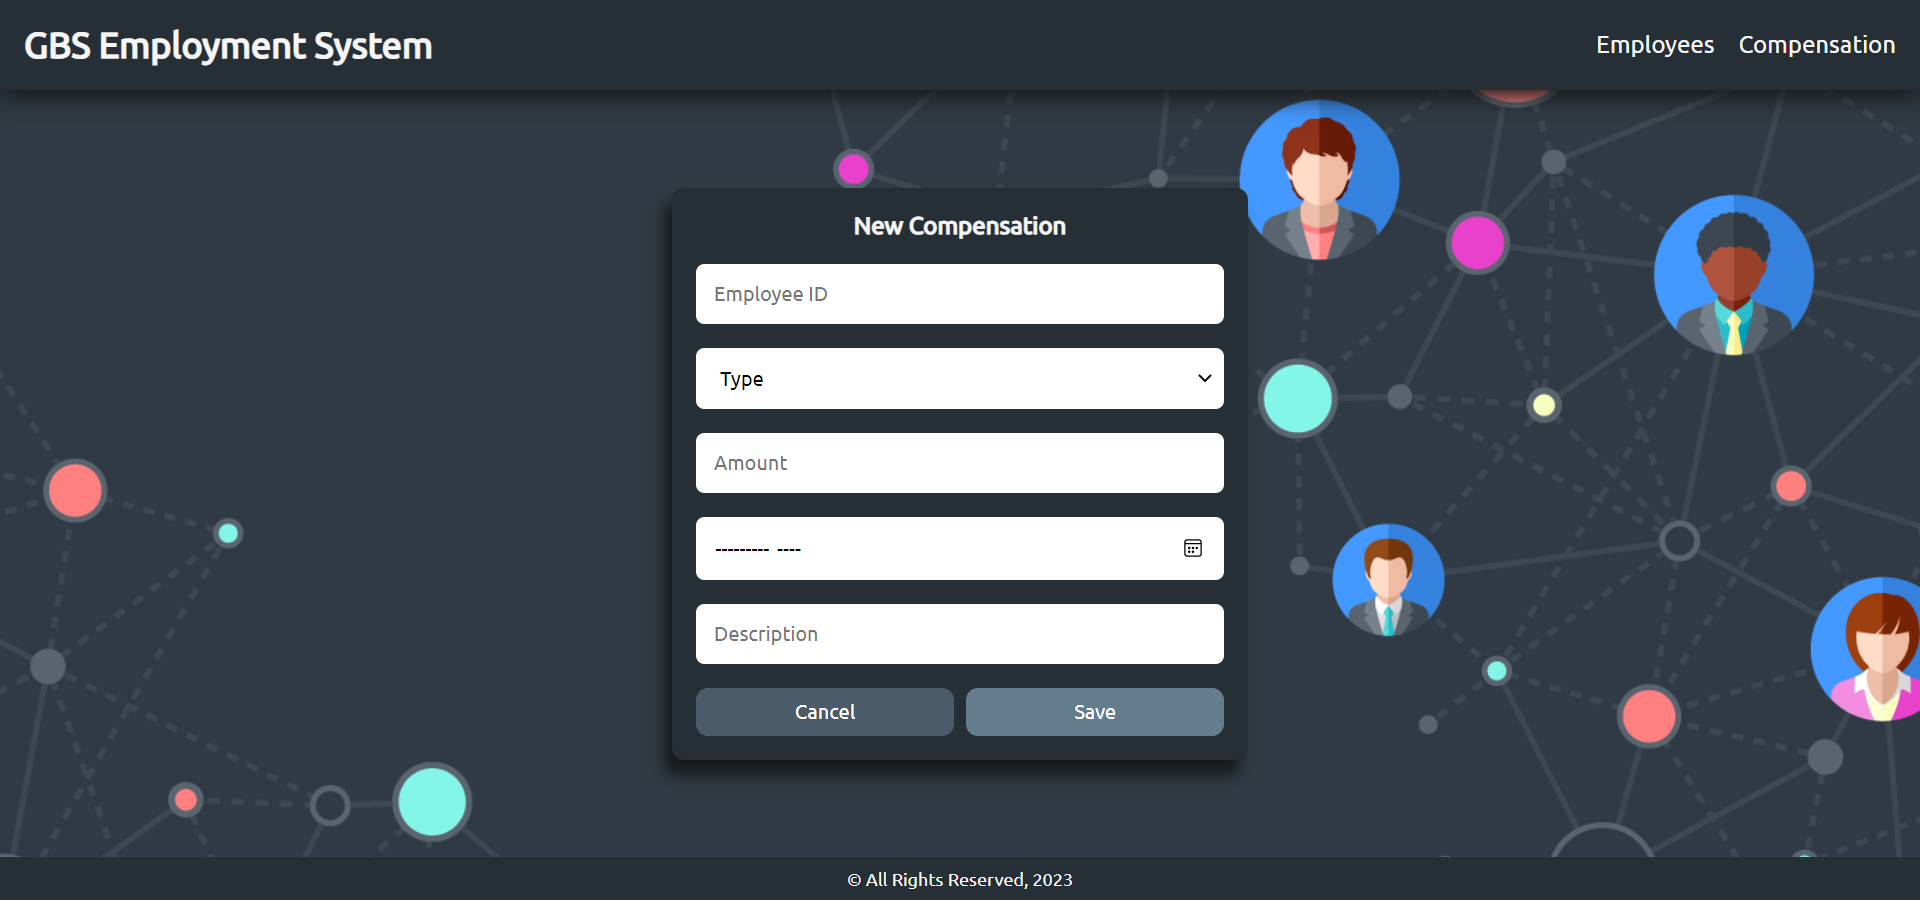 GBS Employment System
Employees Compensation
New Compensation
Employee ID
Type
Amount
--------- ----
Description
Cancel Save
© All Rights Reserved, 2023